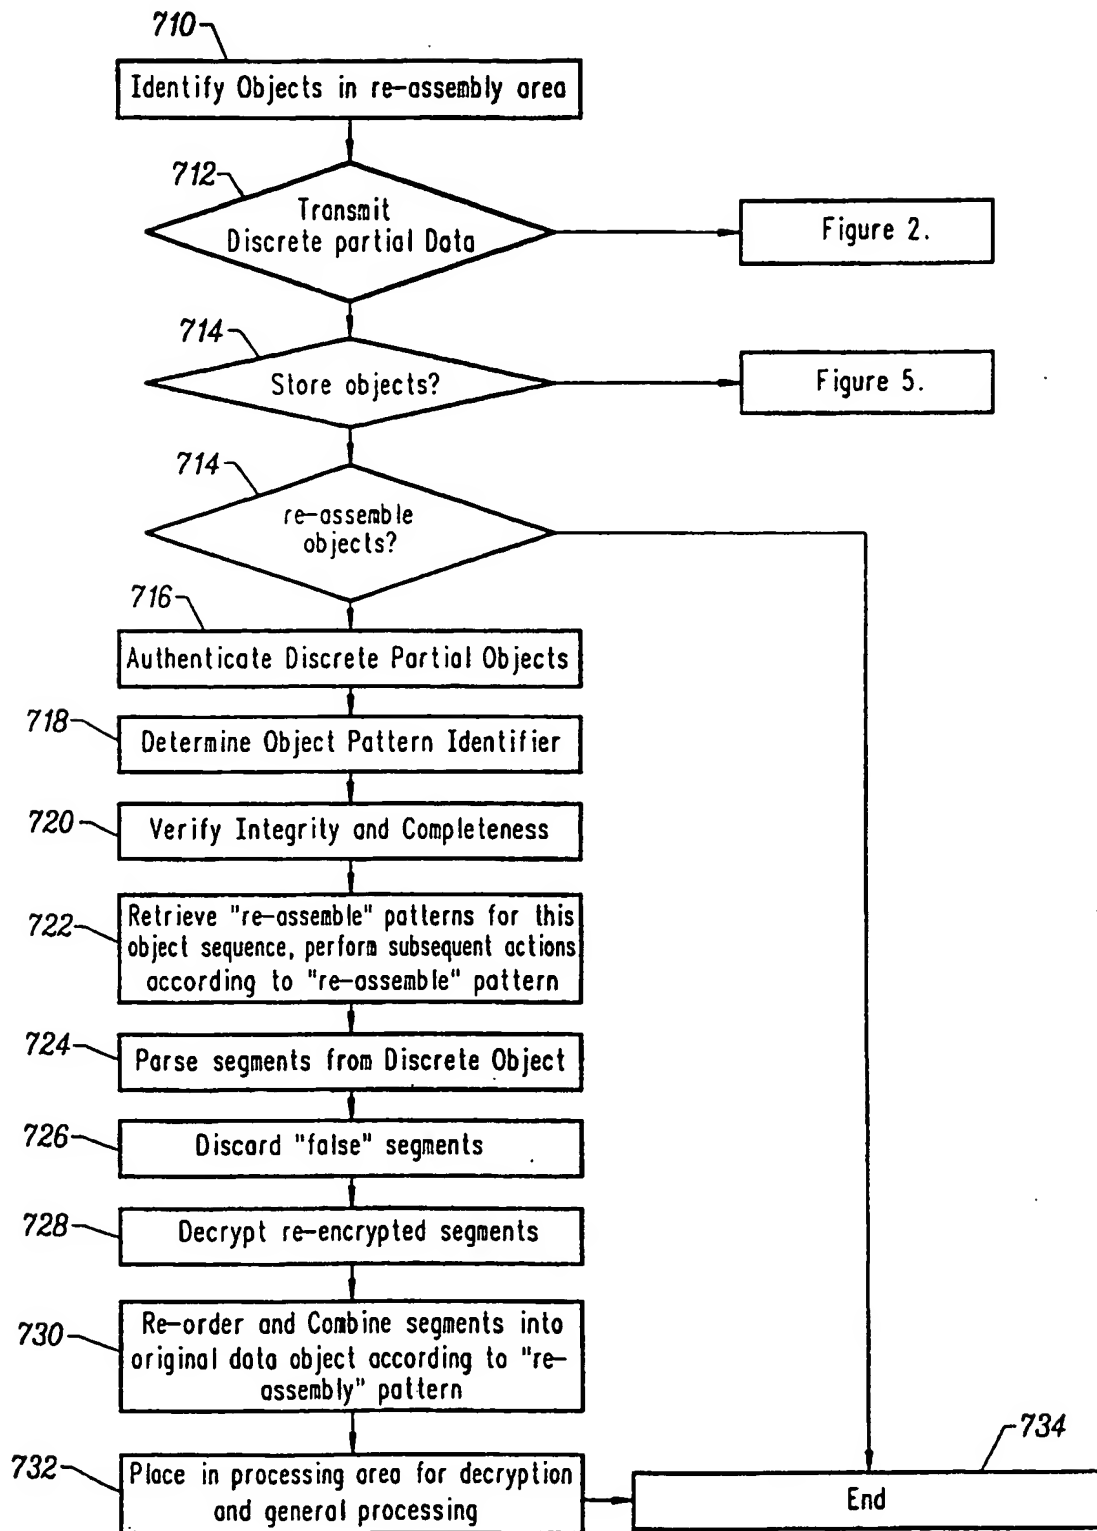 710
Identify Objects in re-assembly area
712
Transmit
Discrete partial Data
Figure 2.
714
Store objects?
Figure 5.
714
re-assemble
objects?
716
Authenticate Discrete Partial Objects
718
Determine Object Pattern Identifier
720
Verify Integrity and Completeness
722
Retrieve "re-assemble" patterns for this
object sequence, perform subsequent actions
according to "re-assemble" pattern
724
Parse segments from Discrete Object
726
Discard "false" segments
728
Decrypt re-encrypted segments
730
Re-order and Combine segments into
original data object according to "re-
assembly" pattern
732
Place in processing area for decryption
and general processing
734
End